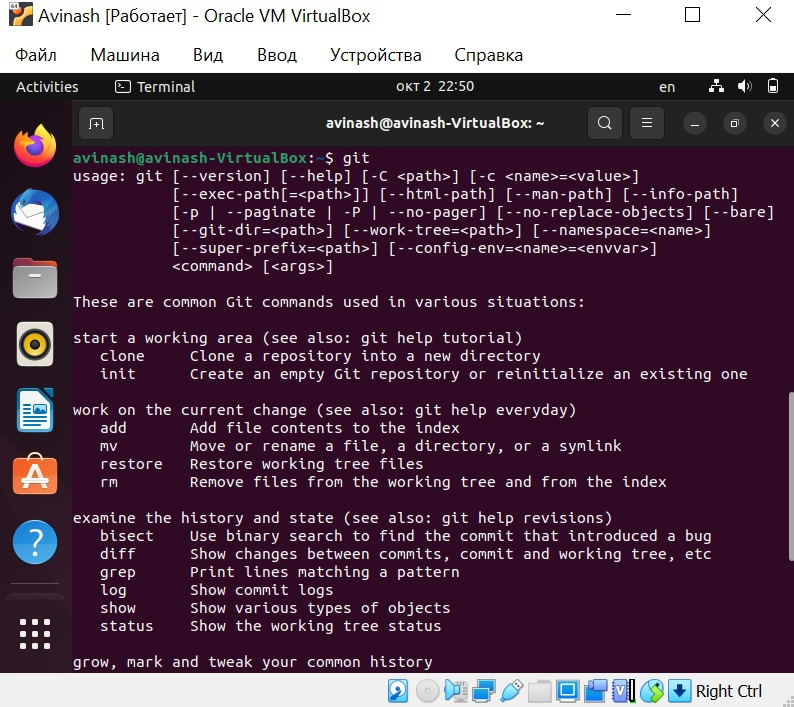 Avinash [Работает] - Oracle VM VirtualBox
Файл Машина Вид Ввод Устройства Справка
Activities Terminal окт 2 22:50 en
avinash@avinash-VirtualBox: ~
avinash@avinash-VirtualBox:~$ git
usage: git [--version] [--help] [-C <path>] [-c <name>=<value>]
           [--exec-path[=<path>]] [--html-path] [--man-path] [--info-path]
           [-p | --paginate | -P | --no-pager] [--no-replace-objects] [--bare]
           [--git-dir=<path>] [--work-tree=<path>] [--namespace=<name>]
           [--super-prefix=<path>] [--config-env=<name>=<envvar>]
           <command> [<args>]
These are common Git commands used in various situations:
start a working area (see also: git help tutorial)
   clone     Clone a repository into a new directory
   init      Create an empty Git repository or reinitialize an existing one
work on the current change (see also: git help everyday)
   add       Add file contents to the index
   mv        Move or rename a file, a directory, or a symlink
   restore   Restore working tree files
   rm        Remove files from the working tree and from the index
examine the history and state (see also: git help revisions)
   bisect    Use binary search to find the commit that introduced a bug
   diff      Show changes between commits, commit and working tree, etc
   grep      Print lines matching a pattern
   log       Show commit logs
   show      Show various types of objects
   status    Show the working tree status
grow, mark and tweak your common history
Right Ctrl